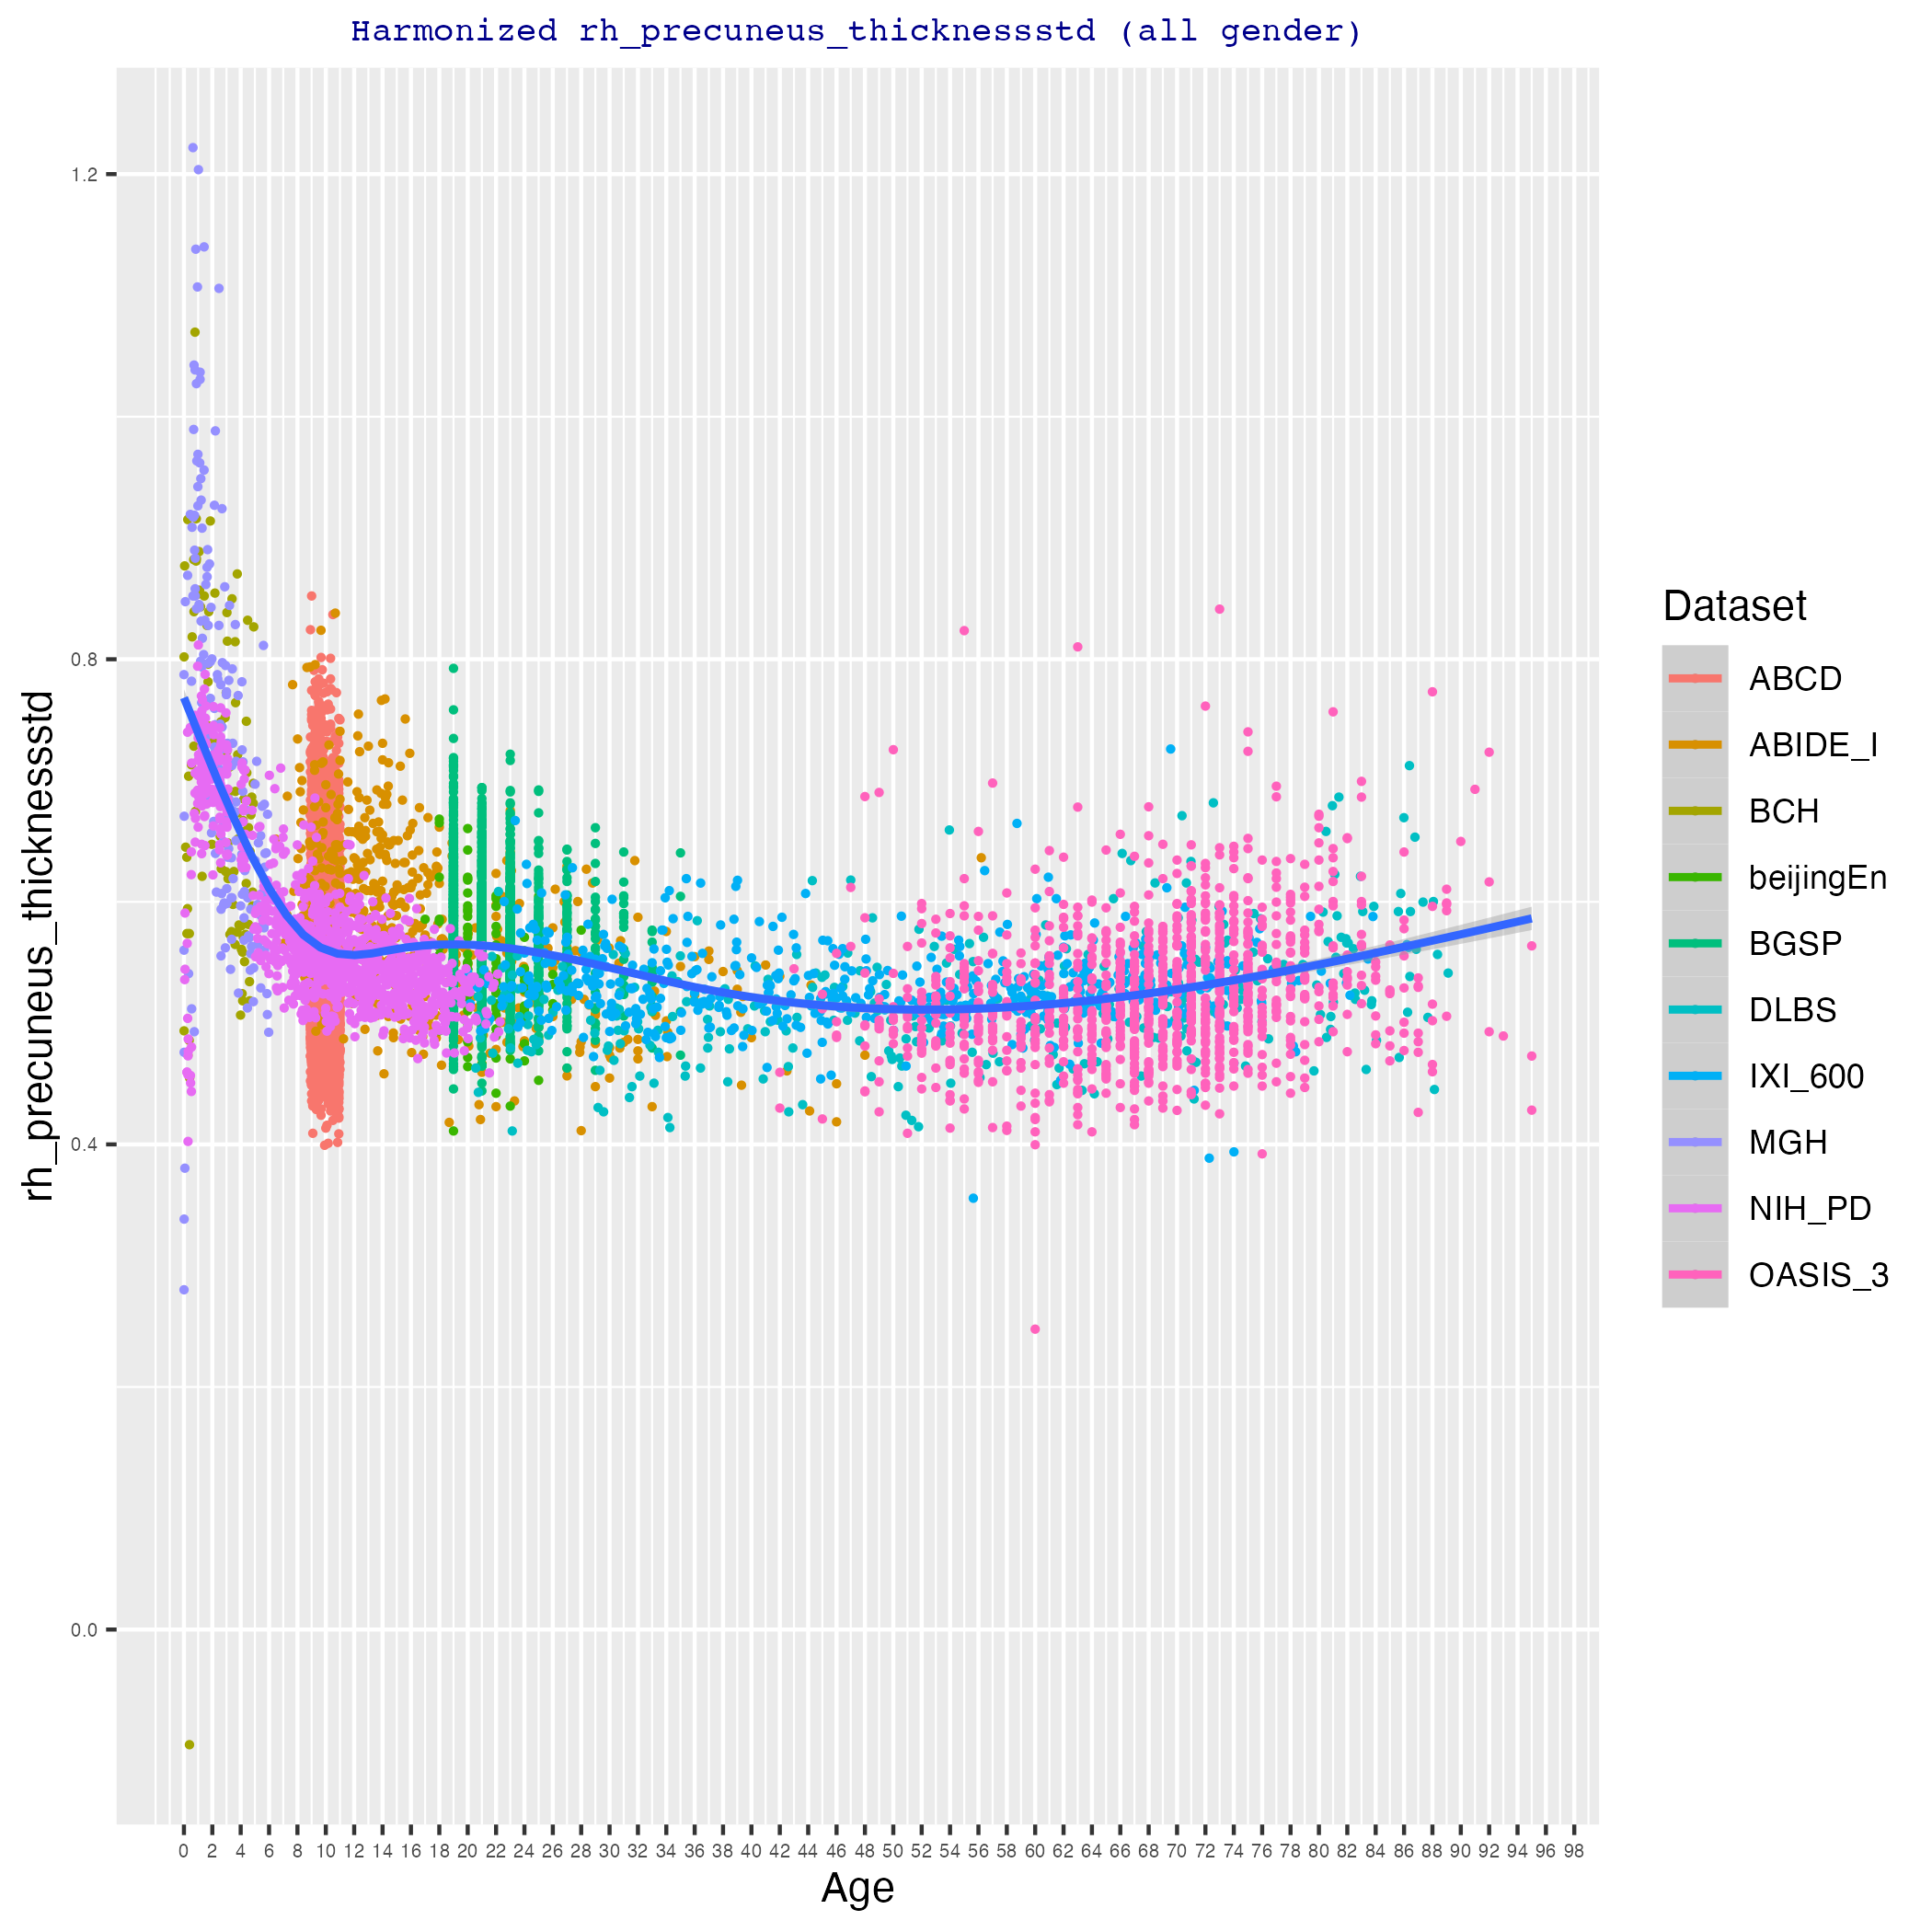 Harmonized rh_precuneus_thicknessstd (all gender)
rh_precuneus_thicknessstd
1.2
0.8
0.4
0.0
0 2 4 6 8 10 12 14 16 18 20 22 24 26 28 30 32 34 36 38 40 42 44 46 48 50 52 54 56 58 60 62 64 66 68 70 72 74 76 78 80 82 84 86 88 90 92 94 96 98
Age
Dataset
ABCD
ABIDE_I
BCH
beijingEn
BGSP
DLBS
IXI_600
MGH
NIH_PD
OASIS_3